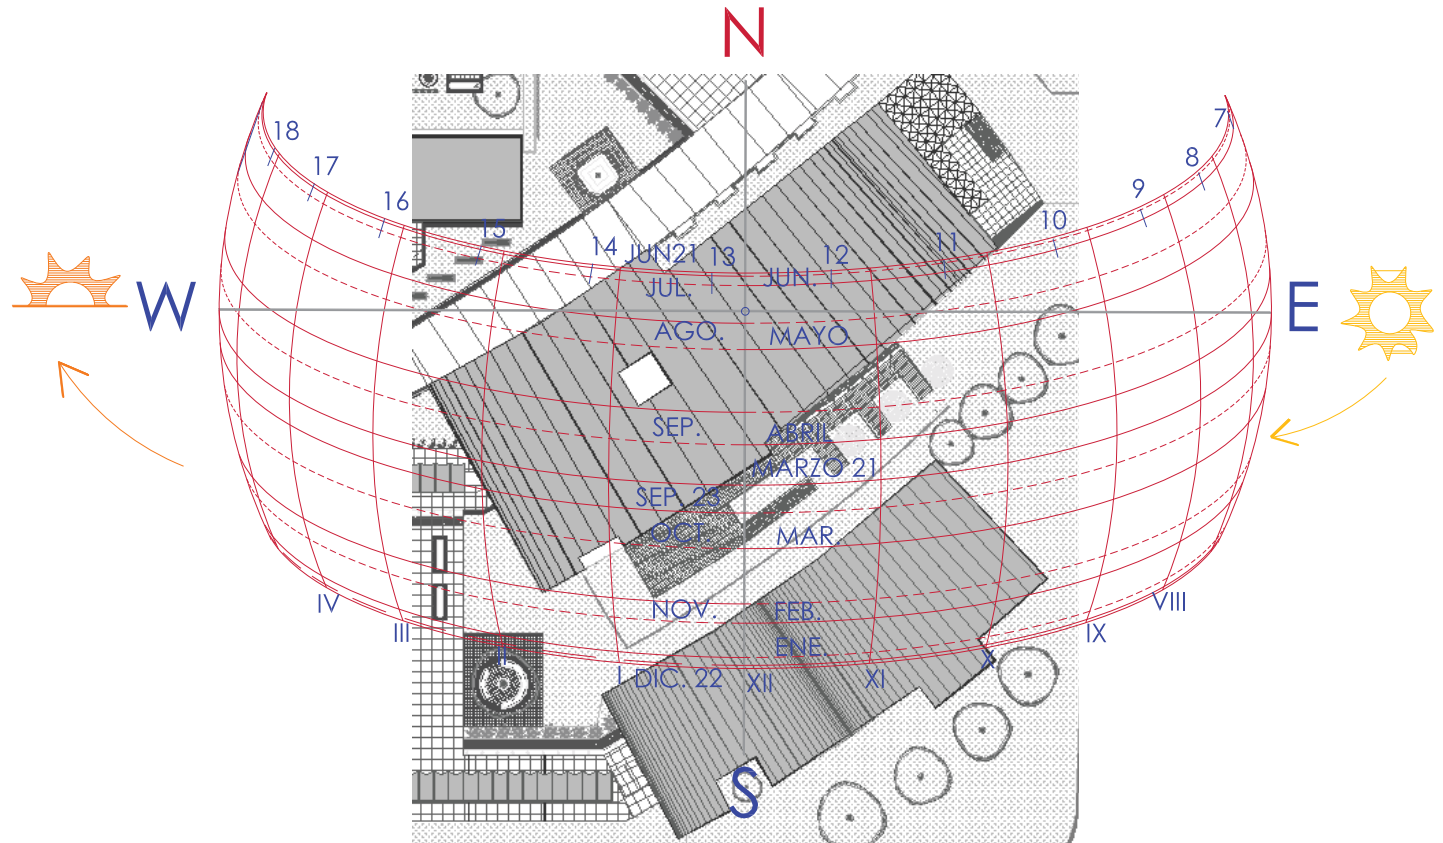 N
18
17
16
15
14
JUN21
13
12
11
10
9
8
7
JUL.
JUN.
W
E
AGO.
MAYO
SEP.
ABRIL
MARZO 21
SEP. 23
OCT.
MAR.
NOV.
FEB.
ENE.
IV
III
II
I
DIC. 22
XII
XI
X
IX
VIII
S